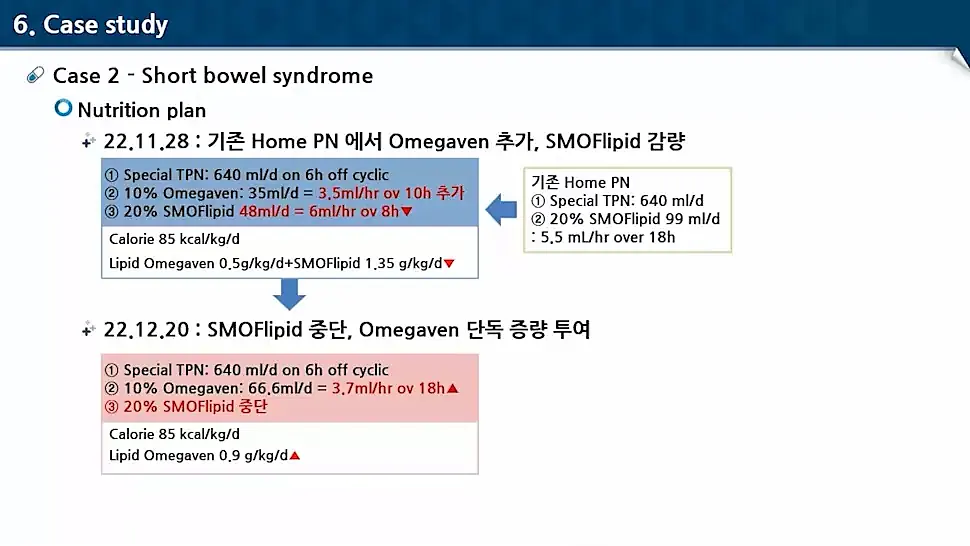 6. Case study
Case 2 - Short bowel syndrome
Nutrition plan
22.11.28 : 기존 Home PN 에서 Omegaven 추가, SMOFlipid 감량
① Special TPN: 640 ml/d on 6h off cyclic
② 10% Omegaven: 35ml/d = 3.5ml/hr ov 10h 추가
③ 20% SMOFlipid 48ml/d = 6ml/hr ov 8h▼
Calorie 85 kcal/kg/d
Lipid Omegaven 0.5g/kg/d+SMOFlipid 1.35 g/kg/d▼
기존 Home PN
① Special TPN: 640 ml/d
② 20% SMOFlipid 99 ml/d
: 5.5 mL/hr over 18h
22.12.20 : SMOFlipid 중단, Omegaven 단독 증량 투여
① Special TPN: 640 ml/d on 6h off cyclic
② 10% Omegaven: 66.6ml/d = 3.7ml/hr ov 18h▲
③ 20% SMOFlipid 중단
Calorie 85 kcal/kg/d
Lipid Omegaven 0.9 g/kg/d▲